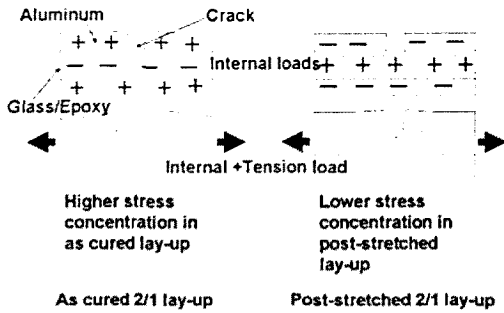 Aluminum
Crack
+ + + +
− − − −
+ + + +
Glass/Epoxy
Internal loads
− − − −
+ + + + +
− − − −
Internal +Tension load
Higher stress
concentration in
as cured lay-up
As cured 2/1 lay-up
Lower stress
concentration in
post-stretched
lay-up
Post-stretched 2/1 lay-up